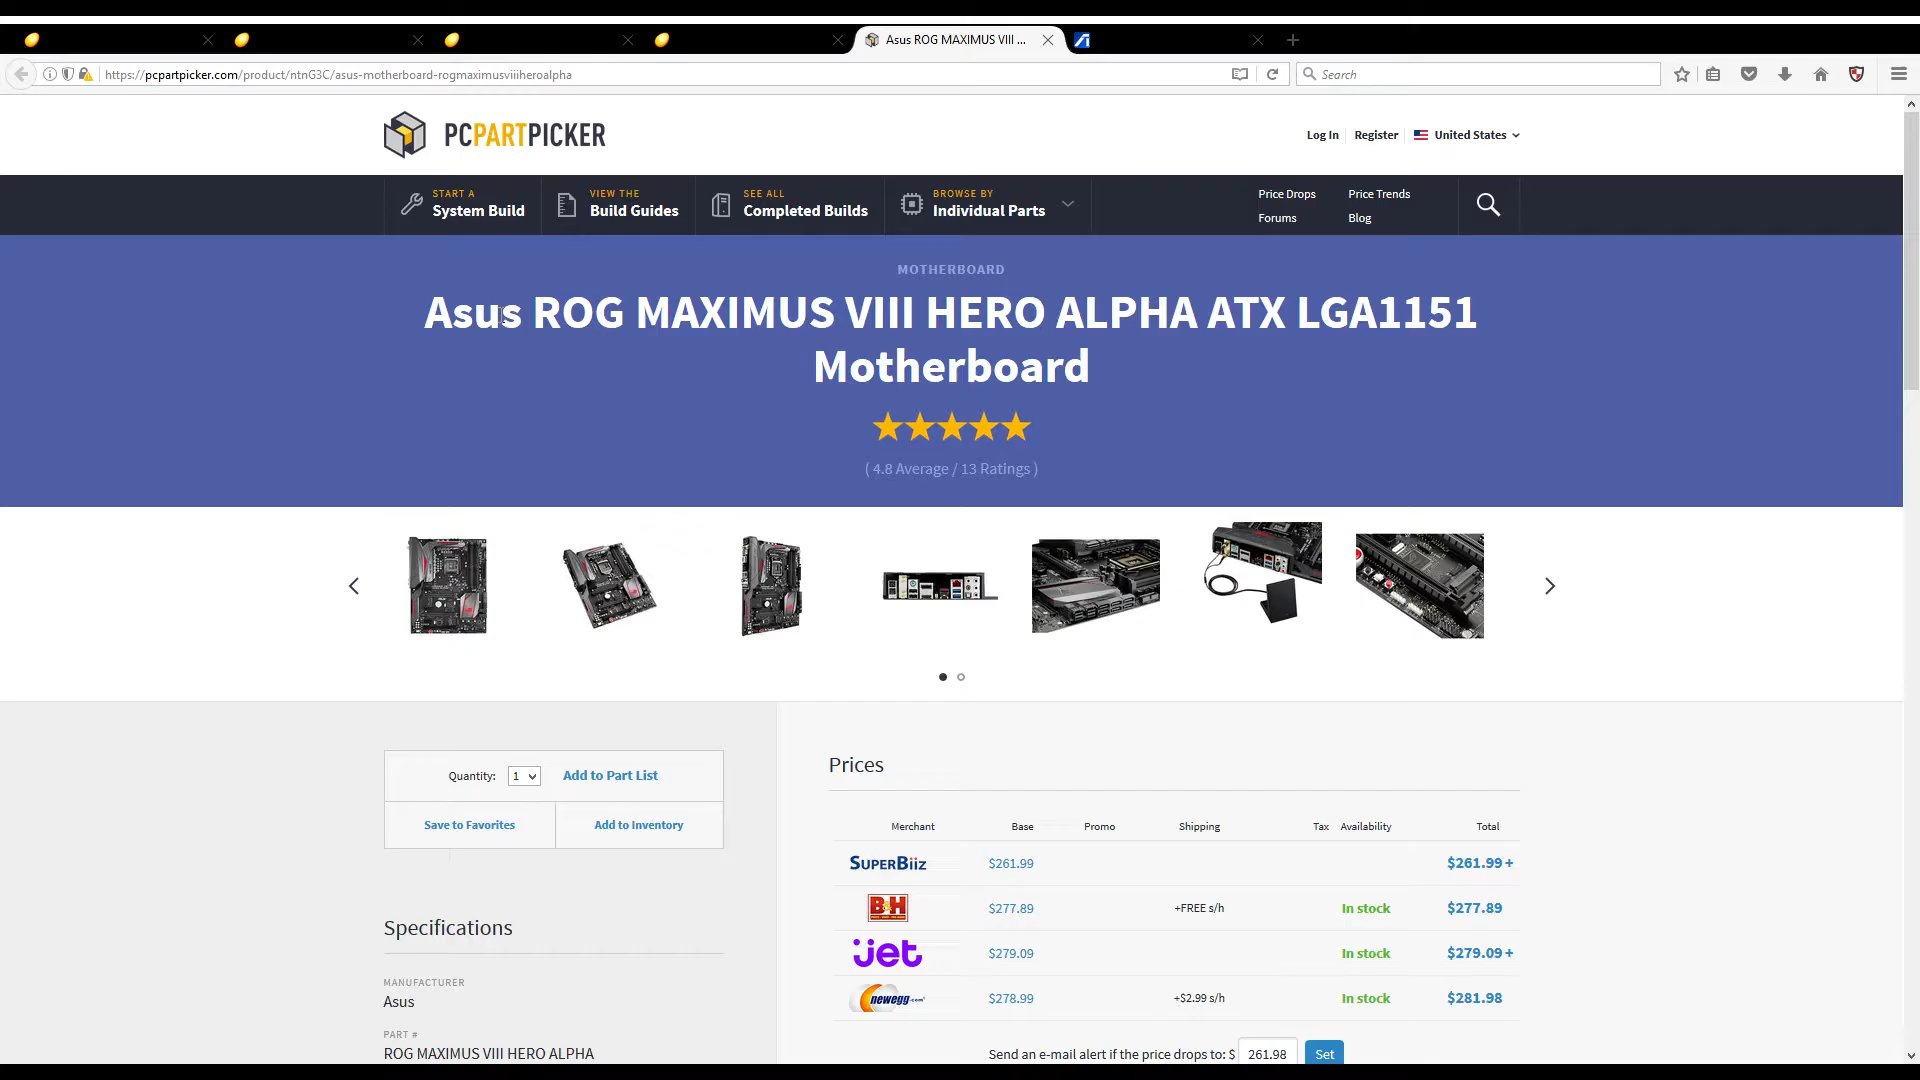 Asus ROG MAXIMUS VIII ...
https://pcpartpicker.com/product/ntnG3C/asus-motherboard-rogmaximusviiiheroalpha
Search
PCPARTPICKER
Log In
Register
United States
START A
System Build
VIEW THE
Build Guides
SEE ALL
Completed Builds
BROWSE BY
Individual Parts
Price Drops
Price Trends
Forums
Blog
MOTHERBOARD
Asus ROG MAXIMUS VIII HERO ALPHA ATX LGA1151
Motherboard
( 4.8 Average / 13 Ratings )
Quantity: 1 Add to Part List
Save to Favorites
Add to Inventory
Specifications
MANUFACTURER
Asus
PART #
ROG MAXIMUS VIII HERO ALPHA
Prices
Merchant Base Promo Shipping Tax Availability Total
SUPERBIIZ $261.99 $261.99+
B&H $277.89 +FREE s/h In stock $277.89
jet $279.09 In stock $279.09+
newegg.com $278.99 +$2.99 s/h In stock $281.98
Send an e-mail alert if the price drops to: $ 261.98 Set